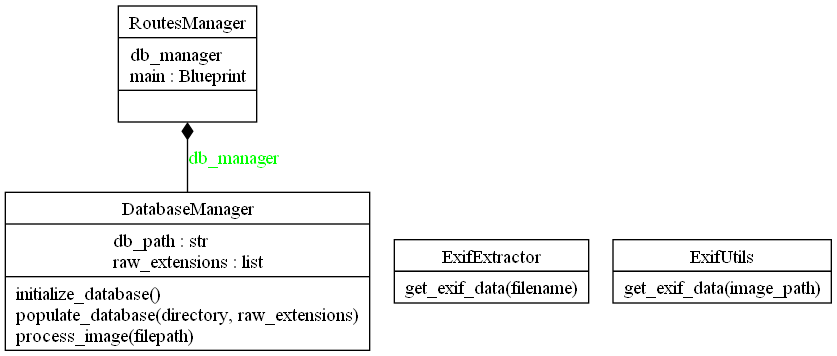 RoutesManager
db_manager
main : Blueprint
db_manager
DatabaseManager
db_path : str
raw_extensions : list
initialize_database()
populate_database(directory, raw_extensions)
process_image(filepath)
ExifExtractor
get_exif_data(filename)
ExifUtils
get_exif_data(image_path)